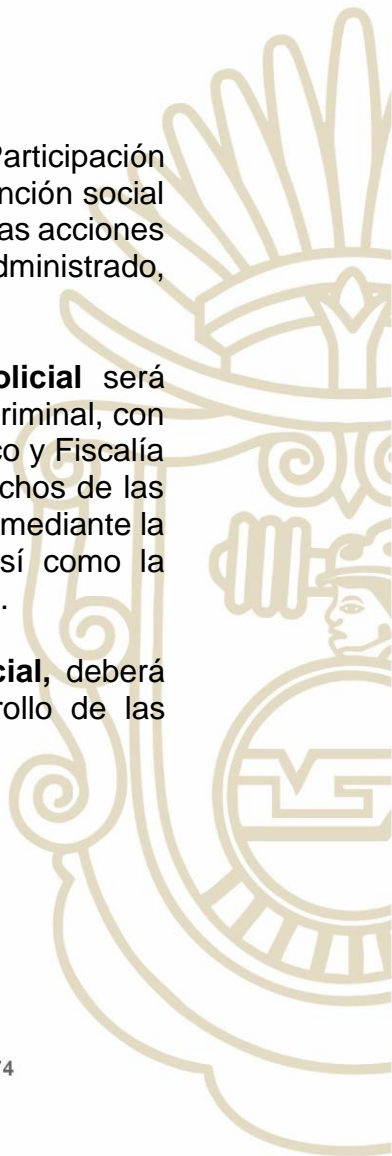 Participación
nción social
as acciones
dministrado,
olicial será
riminal, con
co y Fiscalía
chos de las
mediante la
sí como la
.
cial, deberá
rollo de las
74